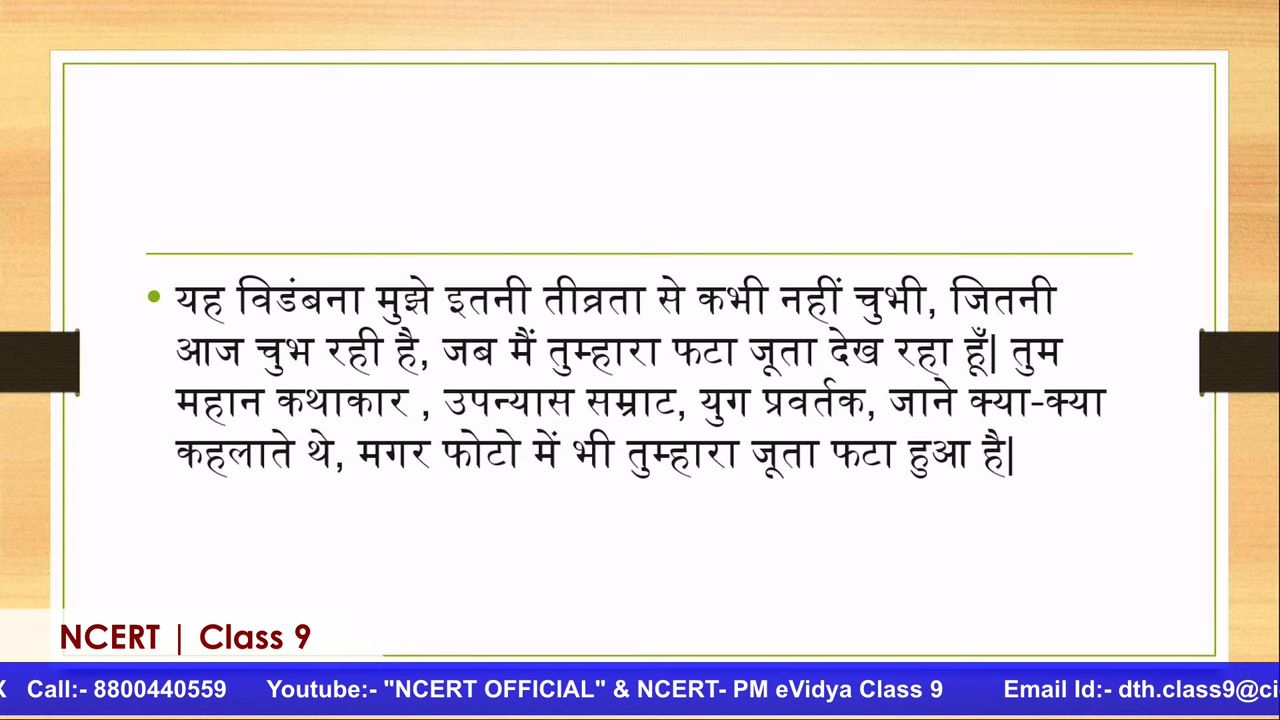 • यह विडंबना मुझे इतनी तीव्रता से कभी नहीं चुभी, जितनी
आज चुभ रही है, जब मैं तुम्हारा फटा जूता देख रहा हूँ| तुम
महान कथाकार , उपन्यास सम्राट, युग प्रवर्तक, जाने क्या-क्या
कहलाते थे, मगर फोटो में भी तुम्हारा जूता फटा हुआ है|
NCERT | Class 9
X Call:- 8800440559 Youtube:- "NCERT OFFICIAL" & NCERT- PM eVidya Class 9 Email Id:- dth.class9@ci